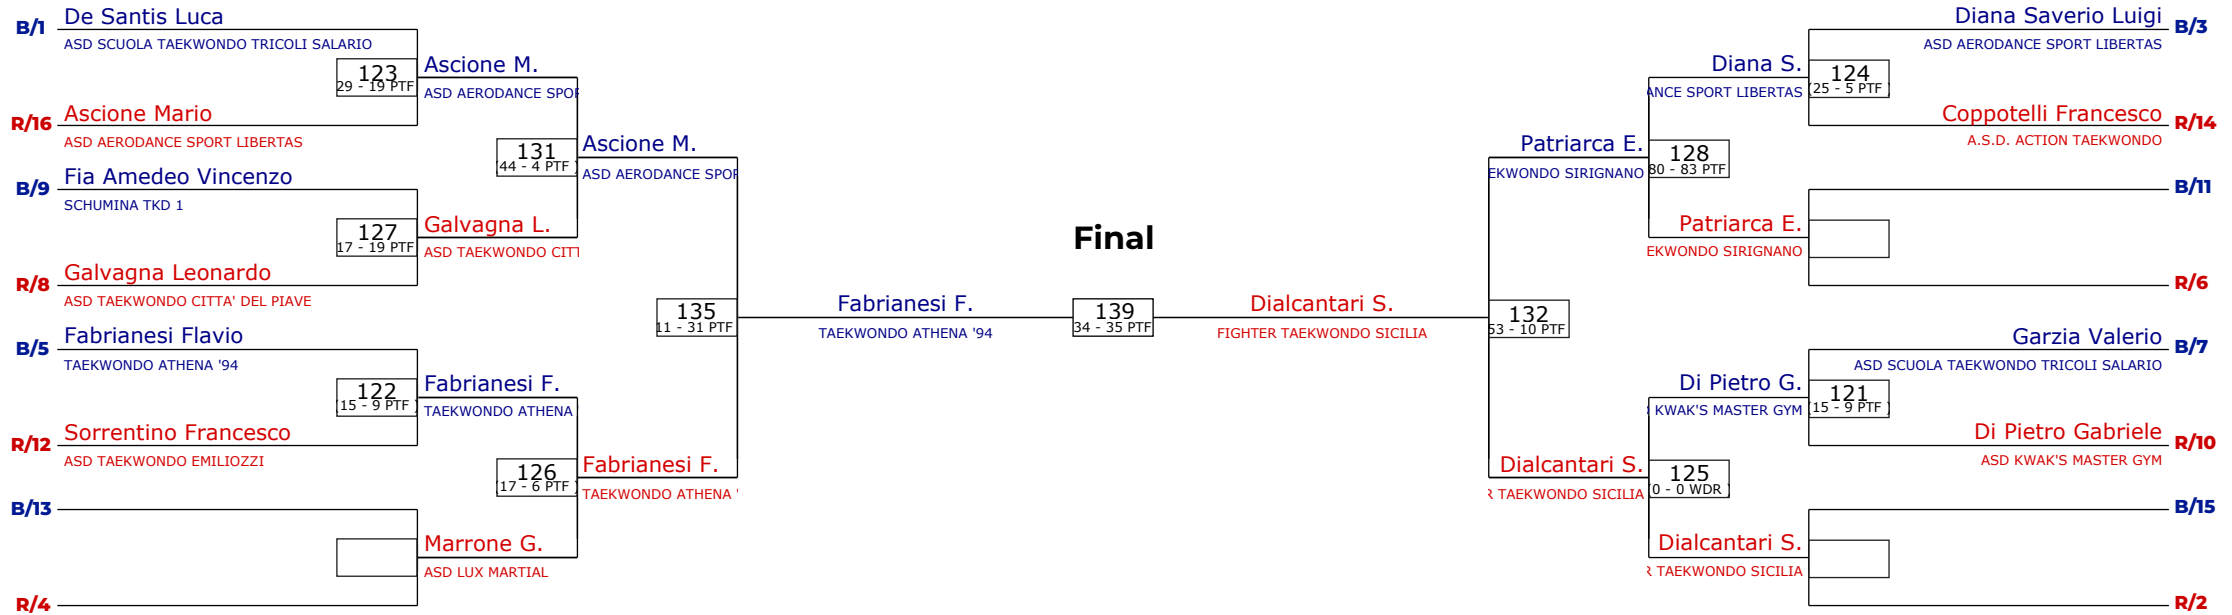 B/1 De Santis Luca
ASD SCUOLA TAEKWONDO TRICOLI SALARIO
123
29 - 19 PTF
Ascione M.
ASD AERODANCE SPOR
R/16 Ascione Mario
ASD AERODANCE SPORT LIBERTAS
131
(44 - 4 PTF )
Ascione M.
ASD AERODANCE SPOR
B/9 Fia Amedeo Vincenzo
SCHUMINA TKD 1
127
17 - 19 PTF
Galvagna L.
ASD TAEKWONDO CITT
R/8 Galvagna Leonardo
ASD TAEKWONDO CITTA' DEL PIAVE
135
11 - 31 PTF
B/5 Fabrianesi Flavio
TAEKWONDO ATHENA '94
122
(15 - 9 PTF )
Fabrianesi F.
TAEKWONDO ATHENA
R/12 Sorrentino Francesco
ASD TAEKWONDO EMILIOZZI
126
(17 - 6 PTF )
Fabrianesi F.
TAEKWONDO ATHENA '
B/13
Marrone G.
ASD LUX MARTIAL
R/4
Final
Fabrianesi F.
TAEKWONDO ATHENA '94
139
34 - 35 PTF
Dialcantari S.
FIGHTER TAEKWONDO SICILIA
Diana Saverio Luigi B/3
ASD AERODANCE SPORT LIBERTAS
Diana S.
ANCE SPORT LIBERTAS
124
(25 - 5 PTF )
Coppotelli Francesco R/14
A.S.D. ACTION TAEKWONDO
Patriarca E.
EKWONDO SIRIGNANO
128
80 - 83 PTF
B/11
Patriarca E.
EKWONDO SIRIGNANO
R/6
132
53 - 10 PTF
Garzia Valerio B/7
ASD SCUOLA TAEKWONDO TRICOLI SALARIO
Di Pietro G.
KWAK'S MASTER GYM
121
(15 - 9 PTF )
Di Pietro Gabriele R/10
ASD KWAK'S MASTER GYM
Dialcantari S.
R TAEKWONDO SICILIA
125
(0 - 0 WDR )
B/15
Dialcantari S.
R TAEKWONDO SICILIA
R/2